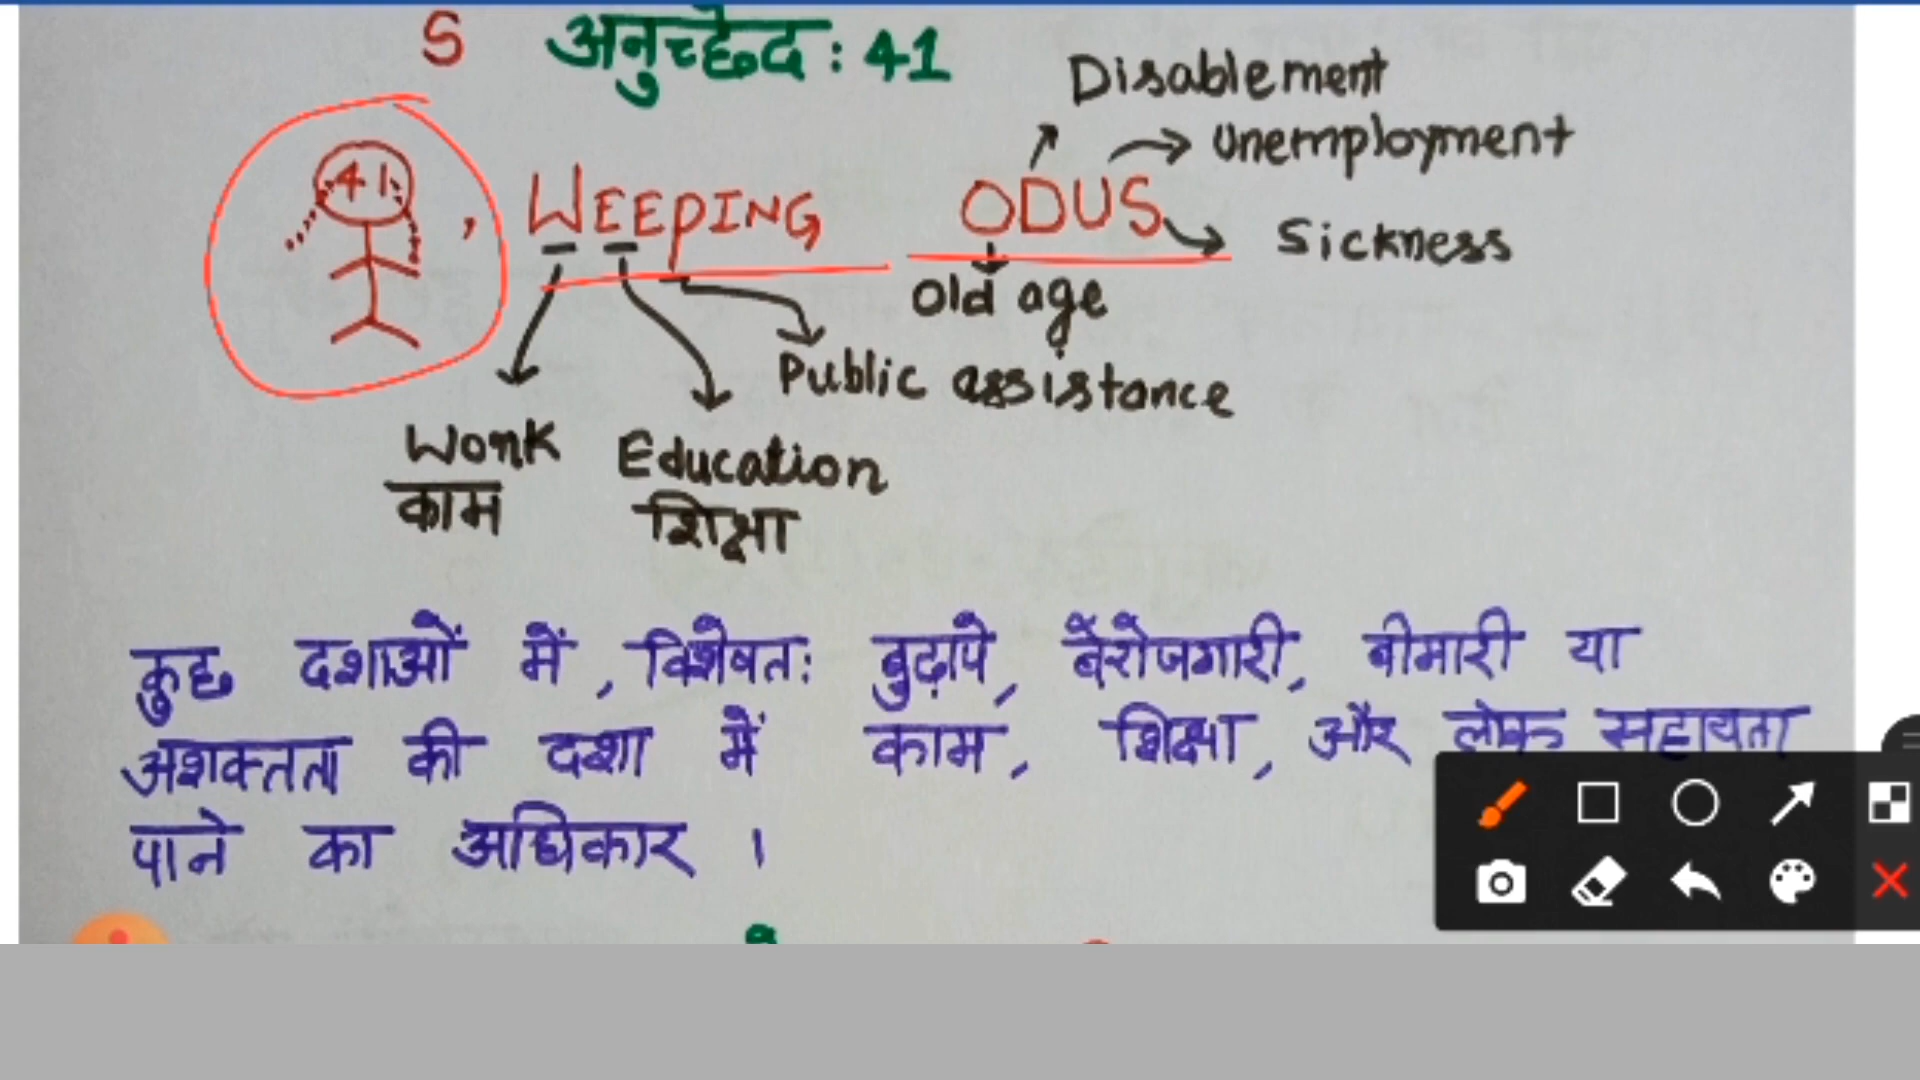 S अनुच्छेद : 41
Disablement
Unemployment
41, WEEPING ODUS
Sickness
Old age
Public assistance
Work Education
काम शिक्षा
कुछ दशाओं में, विशेषतः बुढ़ापे, बेरोजगारी, बीमारी या
अशक्तता की दशा में काम, शिक्षा, और लोक सहायता
पाने का अधिकार ।